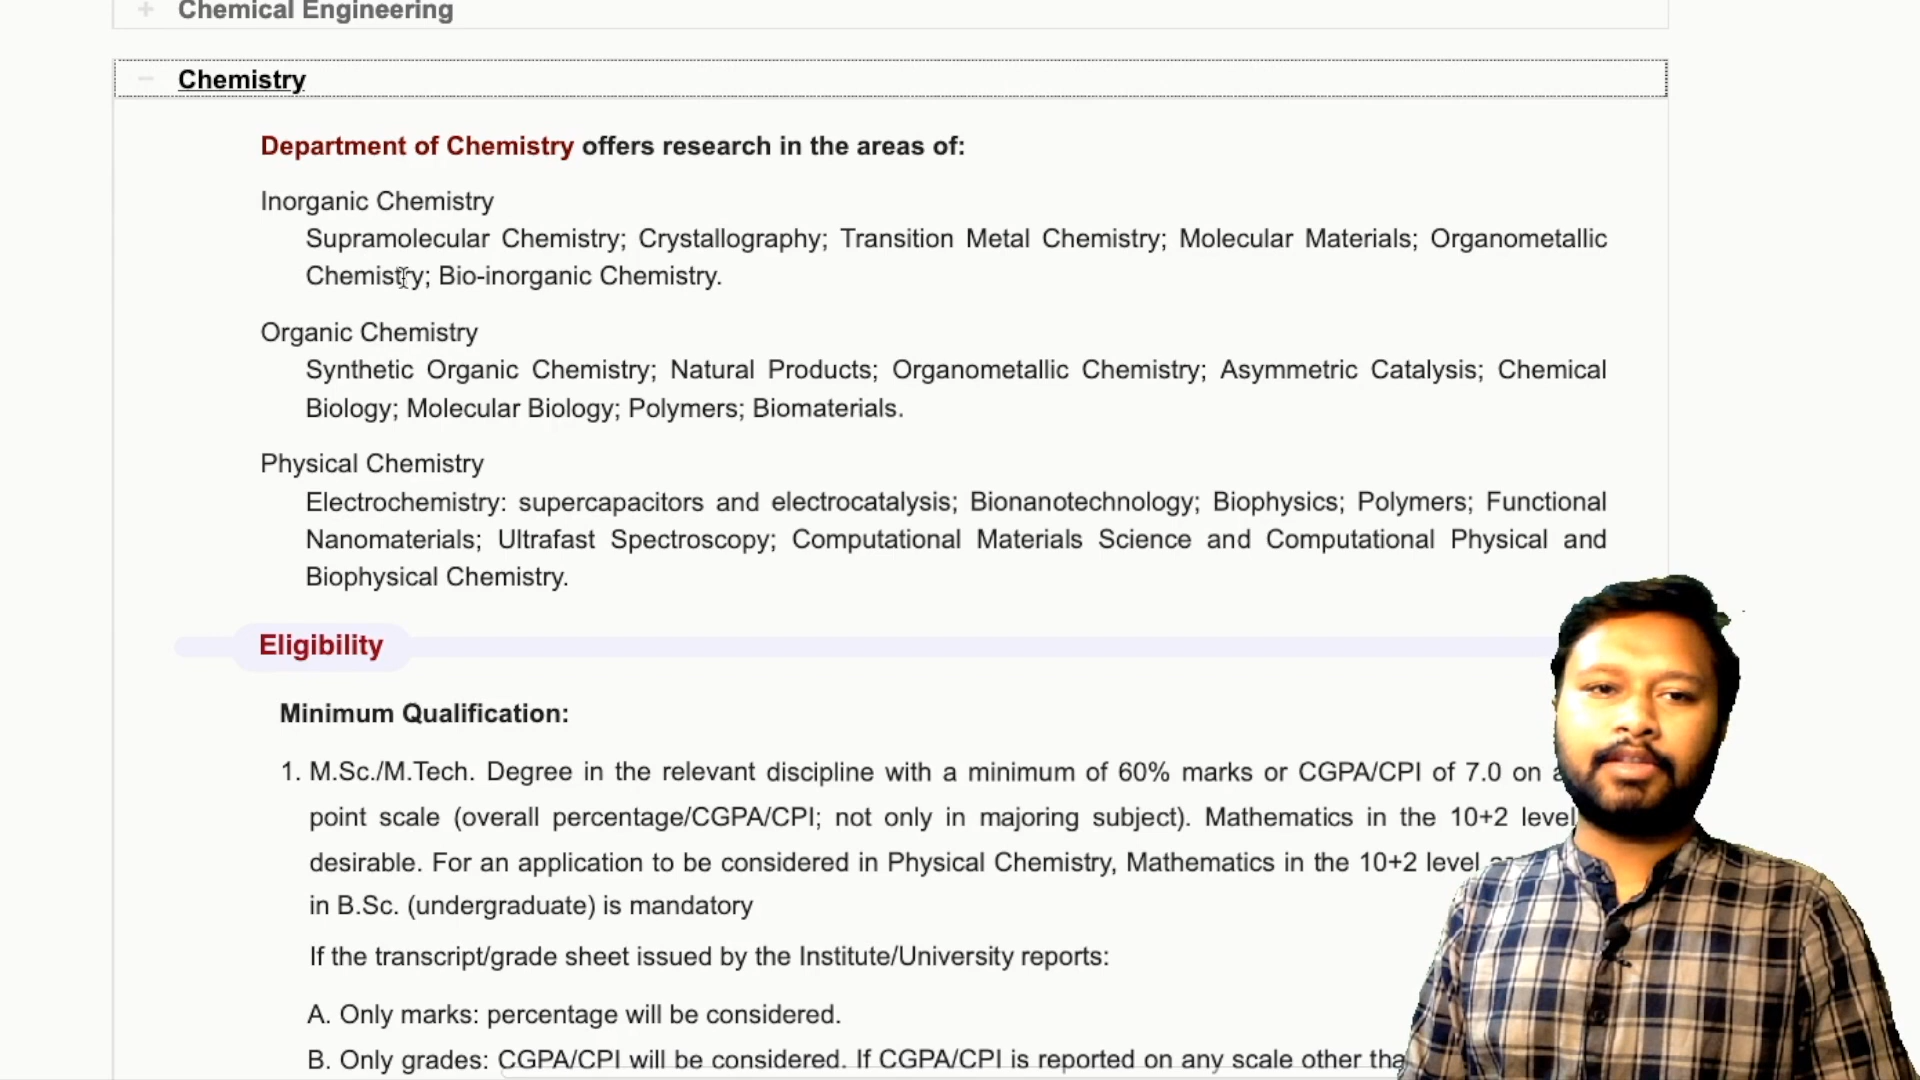 Chemical Engineering
Chemistry
Department of Chemistry offers research in the areas of:
Inorganic Chemistry
Supramolecular Chemistry; Crystallography; Transition Metal Chemistry; Molecular Materials; Organometallic
Chemistry; Bio-inorganic Chemistry.
Organic Chemistry
Synthetic Organic Chemistry; Natural Products; Organometallic Chemistry; Asymmetric Catalysis; Chemical
Biology; Molecular Biology; Polymers; Biomaterials.
Physical Chemistry
Electrochemistry: supercapacitors and electrocatalysis; Bionanotechnology; Biophysics; Polymers; Functional
Nanomaterials; Ultrafast Spectroscopy; Computational Materials Science and Computational Physical and
Biophysical Chemistry.
Eligibility
Minimum Qualification:
1. M.Sc./M.Tech. Degree in the relevant discipline with a minimum of 60% marks or CGPA/CPI of 7.0 on
point scale (overall percentage/CGPA/CPI; not only in majoring subject). Mathematics in the 10+2 level
desirable. For an application to be considered in Physical Chemistry, Mathematics in the 10+2 level
in B.Sc. (undergraduate) is mandatory
If the transcript/grade sheet issued by the Institute/University reports:
A. Only marks: percentage will be considered.
B. Only grades: CGPA/CPI will be considered. If CGPA/CPI is reported on any scale other